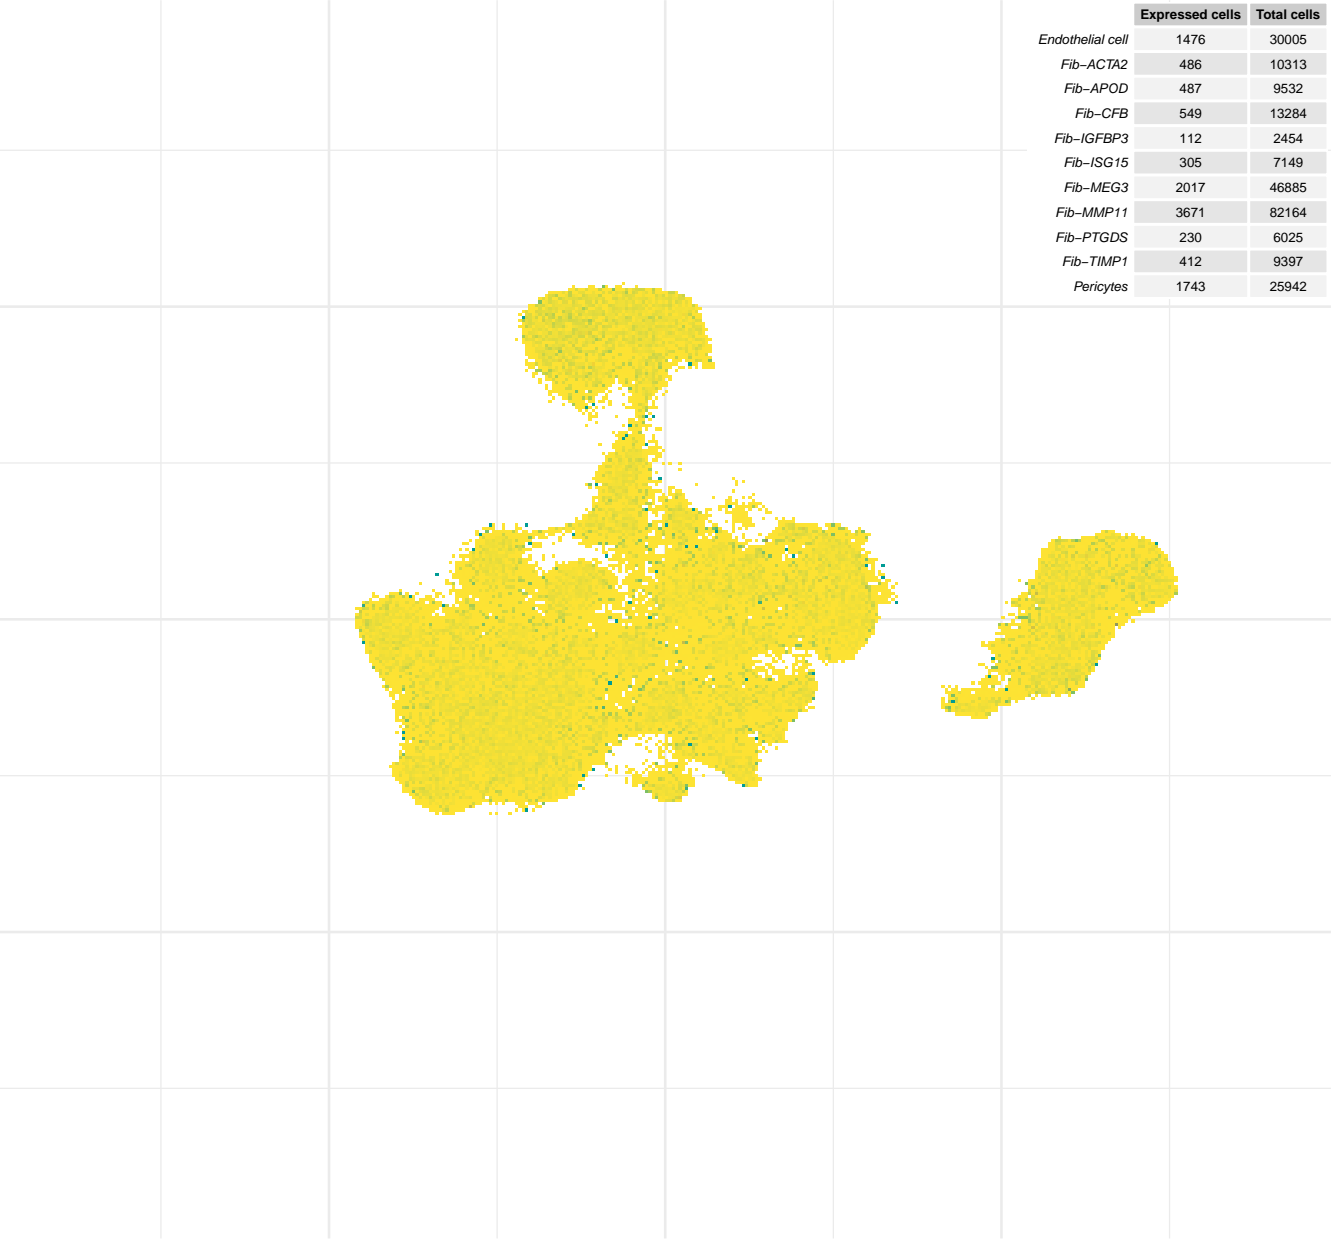 Expressed cells Total cells
Endothelial cell 1476 30005
Fib−ACTA2 486 10313
Fib−APOD 487 9532
Fib−CFB 549 13284
Fib−IGFBP3 112 2454
Fib−ISG15 305 7149
Fib−MEG3 2017 46885
Fib−MMP11 3671 82164
Fib−PTGDS 230 6025
Fib−TIMP1 412 9397
Pericytes 1743 25942